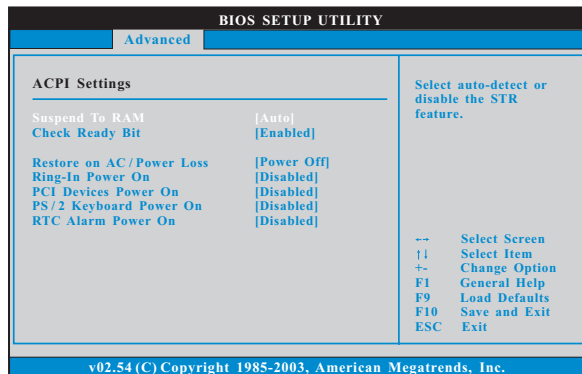 BIOS SETUP UTILITY
Advanced
ACPI Settings
Suspend To RAM [Auto]
Check Ready Bit [Enabled]
Restore on AC/Power Loss [Power Off]
Ring-In Power On [Disabled]
PCI Devices Power On [Disabled]
PS/2 Keyboard Power On [Disabled]
RTC Alarm Power On [Disabled]
Select auto-detect or
disable the STR
feature.
←→ Select Screen
↑↓ Select Item
+- Change Option
F1 General Help
F9 Load Defaults
F10 Save and Exit
ESC Exit
v02.54 (C) Copyright 1985-2003, American Megatrends, Inc.